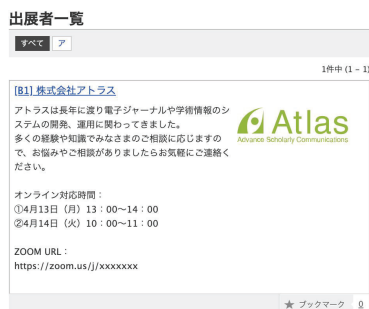 出展者一覧
すべて ア
1件中 (1 – 1)
[B1] 株式会社アトラス
アトラスは長年に渡り電子ジャーナルや学術情報のシ
ステムの開発、運用に関わってきました。
多くの経験や知識でみなさまのご相談に応じますの
で、お悩みやご相談がありましたらお気軽にご連絡く
ださい。
Atlas
Advance Scholarly Communications
オンライン対応時間：
①4月13日（月）13：00〜14：00
②4月14日（火）10：00〜11：00
ZOOM URL：
https://zoom.us/j/xxxxxxx
★ ブックマーク 0